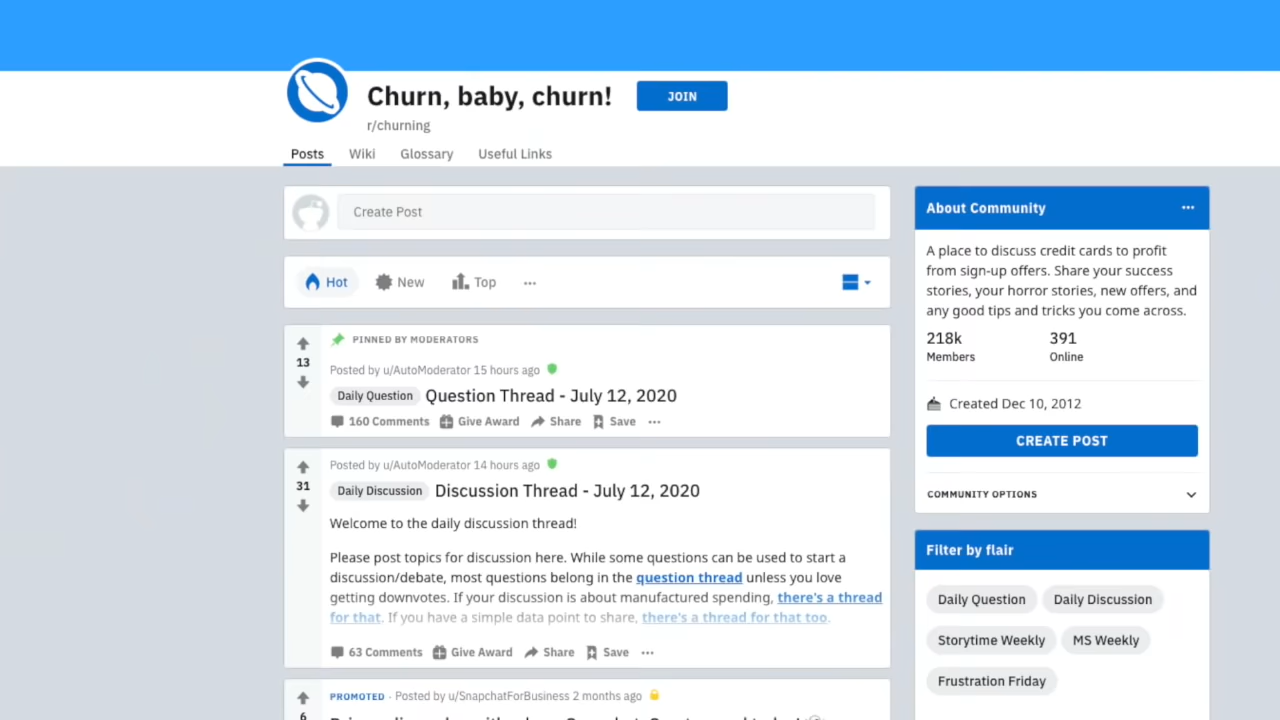 Churn, baby, churn!
JOIN
r/churning
Posts
Wiki
Glossary
Useful Links
Create Post
Hot
New
Top
PINNED BY MODERATORS
13
Posted by u/AutoModerator 15 hours ago
Daily Question
Question Thread - July 12, 2020
160 Comments
Give Award
Share
Save
Posted by u/AutoModerator 14 hours ago
31
Daily Discussion
Discussion Thread - July 12, 2020
Welcome to the daily discussion thread!
Please post topics for discussion here. While some questions can be used to start a
discussion/debate, most questions belong in the question thread unless you love
getting downvotes. If your discussion is about manufactured spending, there's a thread
for that. If you have a simple data point to share, there's a thread for that too.
63 Comments
Give Award
Share
Save
PROMOTED · Posted by u/SnapchatForBusiness 2 months ago
6
About Community
A place to discuss credit cards to profit
from sign-up offers. Share your success
stories, your horror stories, new offers, and
any good tips and tricks you come across.
218k
Members
391
Online
Created Dec 10, 2012
CREATE POST
COMMUNITY OPTIONS
Filter by flair
Daily Question
Daily Discussion
Storytime Weekly
MS Weekly
Frustration Friday